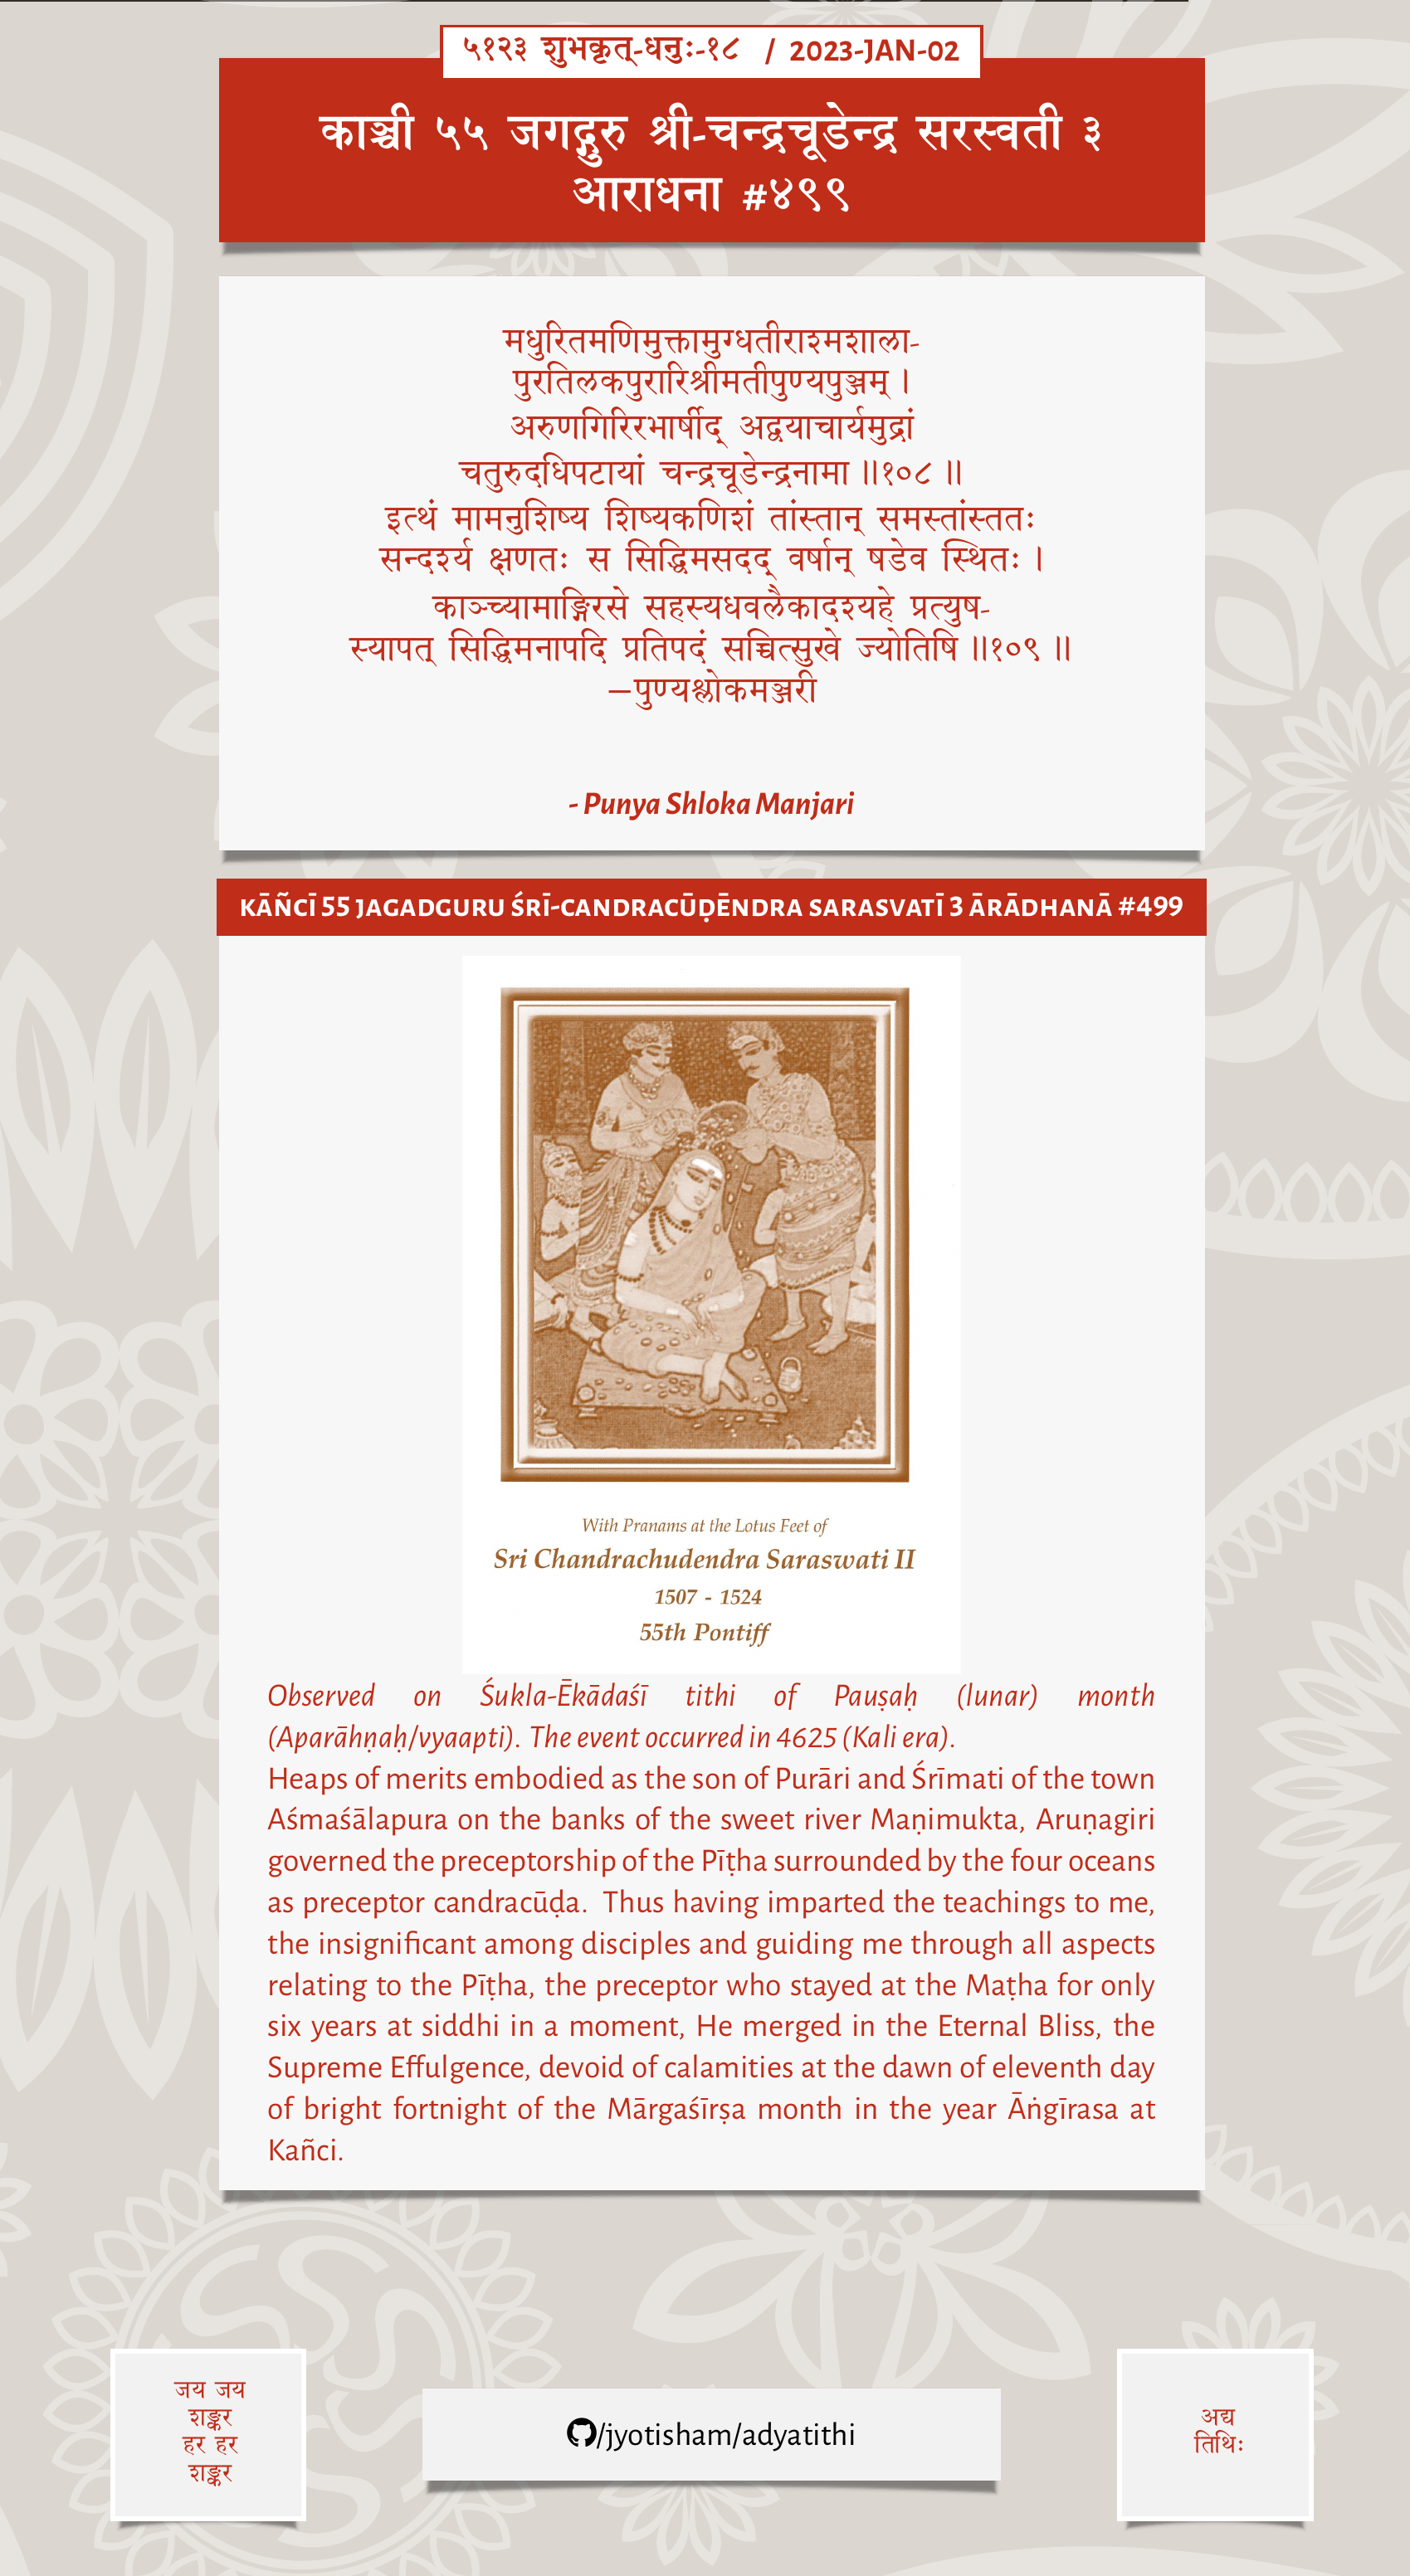 ५१२३ शुभकृत्-धनुः-१८ / 2023-JAN-02
काञ्ची ५५ जगद्गुरु श्री-चन्द्रचूडेन्द्र सरस्वती ३
आराधना #४९९
मधुरितमणिमुक्तामुग्धतीराश्मशाला-
पुरतिलकपुरारिश्रीमतीपुण्यपुञ्जम् ।
अरुणगिरिरभार्षीद् अद्वयाचार्यमुद्रां
चतुरुदधिपटायां चन्द्रचूडेन्द्रनामा ॥१०८॥
इत्थं मामनुशिष्य शिष्यकणिशं तांस्तान् समस्तांस्ततः
सन्दर्श्य क्षणतः स सिद्धिमसदद् वर्षान् षडेव स्थितः ।
काञ्च्यामाङ्गिरसे सहस्यधवलैकादश्यहे प्रत्युष-
स्यापत् सिद्धिमनापदि प्रतिपदं सच्चित्सुखे ज्योतिषि ॥१०९॥
—पुण्यश्लोकमञ्जरी
- Punya Shloka Manjari
KĀÑCĪ 55 JAGADGURU ŚRĪ-CANDRACŪḌĒNDRA SARASVATĪ 3 ĀRĀDHANĀ #499
With Pranams at the Lotus Feet of
Sri Chandrachudendra Saraswati II
1507 - 1524
55th Pontiff
Observed on Śukla-Ēkādaśī tithi of Pauṣaḥ (lunar) month
(Aparāhṇaḥ/vyaapti). The event occurred in 4625 (Kali era).
Heaps of merits embodied as the son of Purāri and Śrīmati of the town
Aśmaśālapura on the banks of the sweet river Maṇimukta, Aruṇagiri
governed the preceptorship of the Pīṭha surrounded by the four oceans
as preceptor candracūḍa. Thus having imparted the teachings to me,
the insignificant among disciples and guiding me through all aspects
relating to the Pīṭha, the preceptor who stayed at the Maṭha for only
six years at siddhi in a moment, He merged in the Eternal Bliss, the
Supreme Effulgence, devoid of calamities at the dawn of eleventh day
of bright fortnight of the Mārgaśīrṣa month in the year Āṅgīrasa at
Kañci.
जय जय
शङ्कर
हर हर
शङ्कर
/jyotisham/adyatithi
अद्य
तिथिः